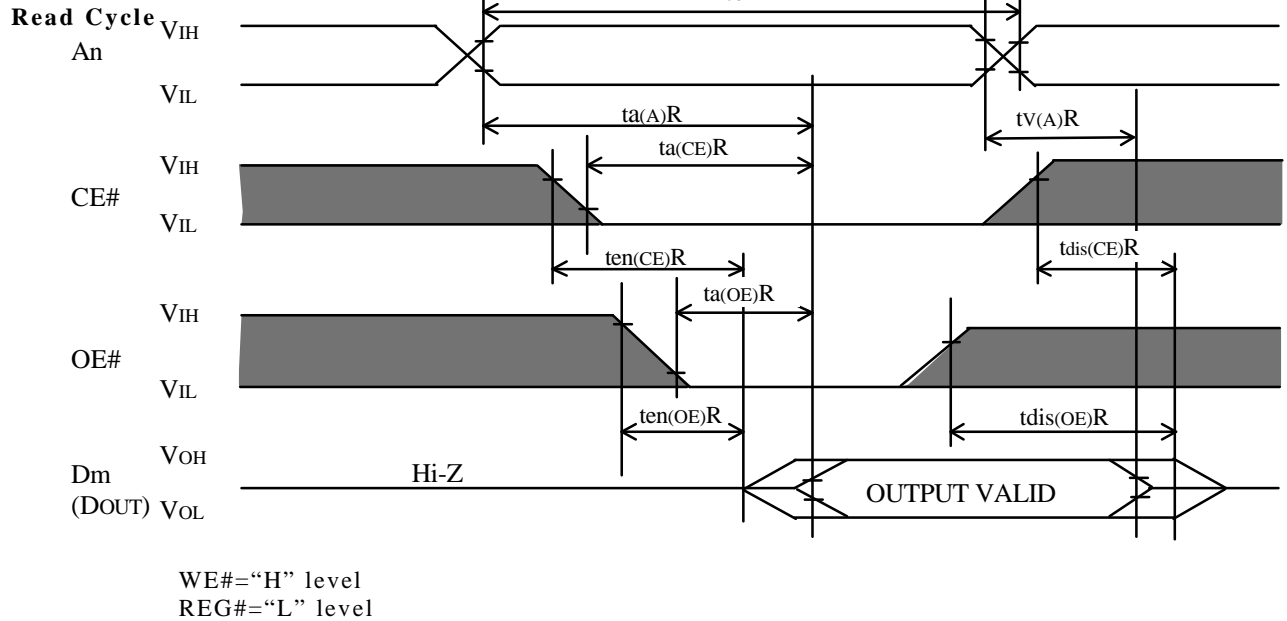 Read Cycle VIH
An
VIL
ta(A)R
tV(A)R
ta(CE)R
VIH
CE#
VIL
ten(CE)R
tdis(CE)R
ta(OE)R
VIH
OE#
VIL
ten(OE)R
tdis(OE)R
VOH
Dm
Hi-Z
OUTPUT VALID
(DOUT) VOL
WE#=“H” level
REG#=“L” level